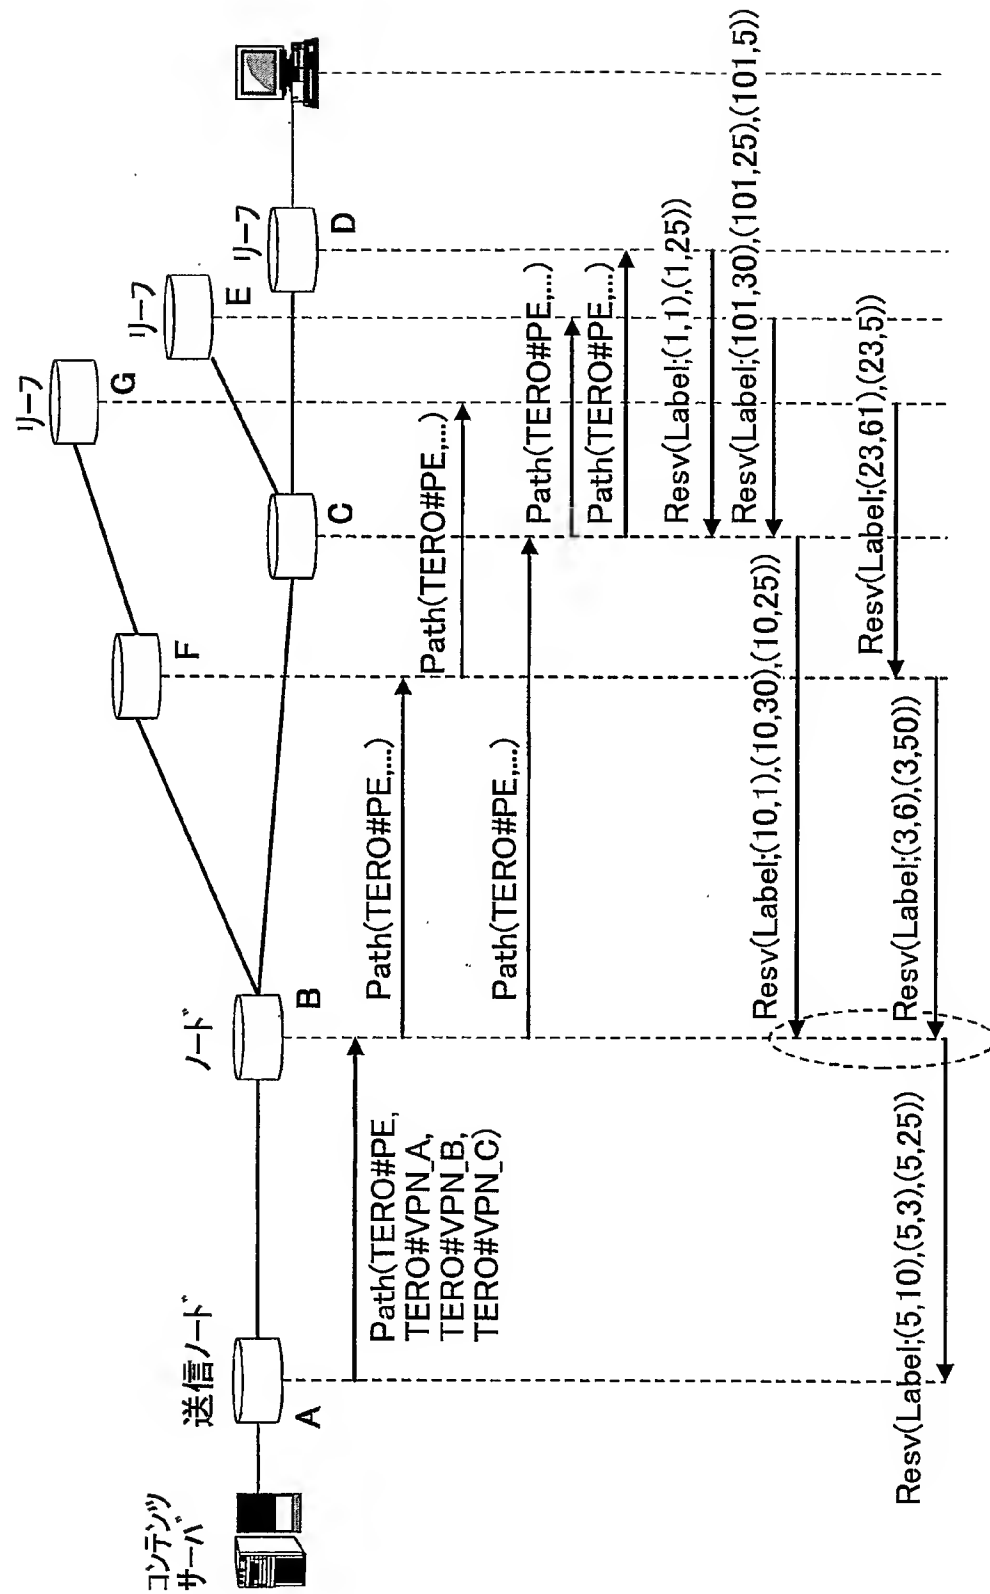 コンテンツ
サーバ
送信ノード
A
ノード
B
F
リーフ
G
C
リーフ
E
リーフ
D
Path(TERO#PE,
TERO#VPN_A,
TERO#VPN_B,
TERO#VPN_C)
Path(TERO#PE,...)
Path(TERO#PE,...)
Path(TERO#PE,...)
Path(TERO#PE,...)
Path(TERO#PE,...)
Resv(Label;(1,1),(1,25))
Resv(Label;(101,30),(101,25),(101,5))
Resv(Label;(10,1),(10,30),(10,25))
Resv(Label;(23,61),(23,5))
Resv(Label;(3,6),(3,50))
Resv(Label;(5,10),(5,3),(5,25))